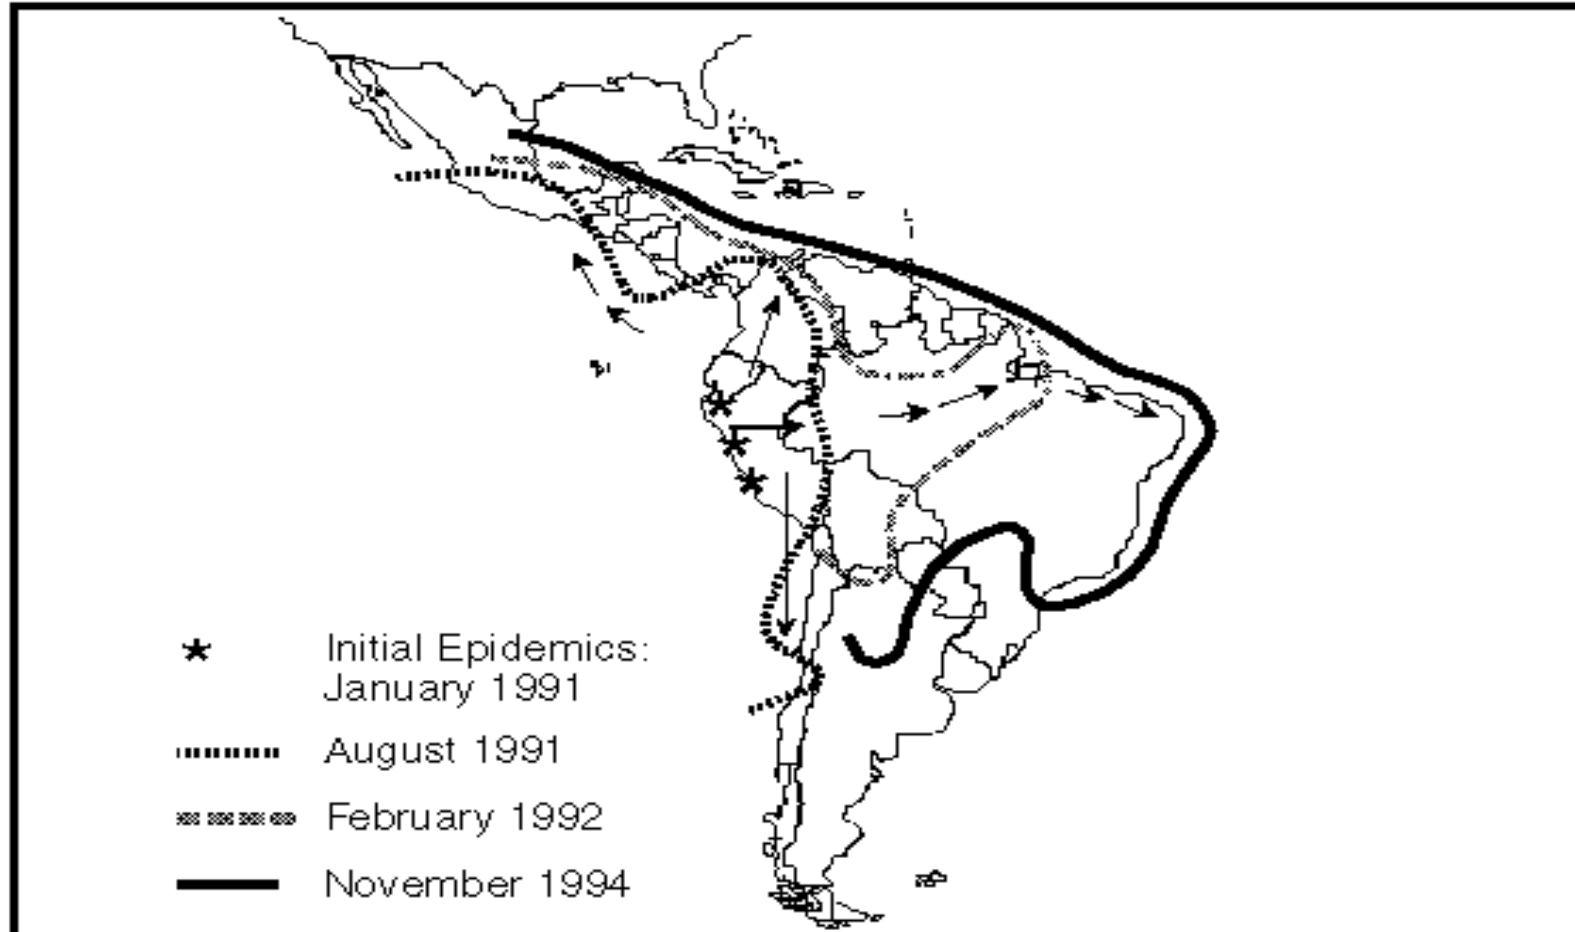 Initial Epidemics:
January 1991
August 1991
February 1992
November 1994